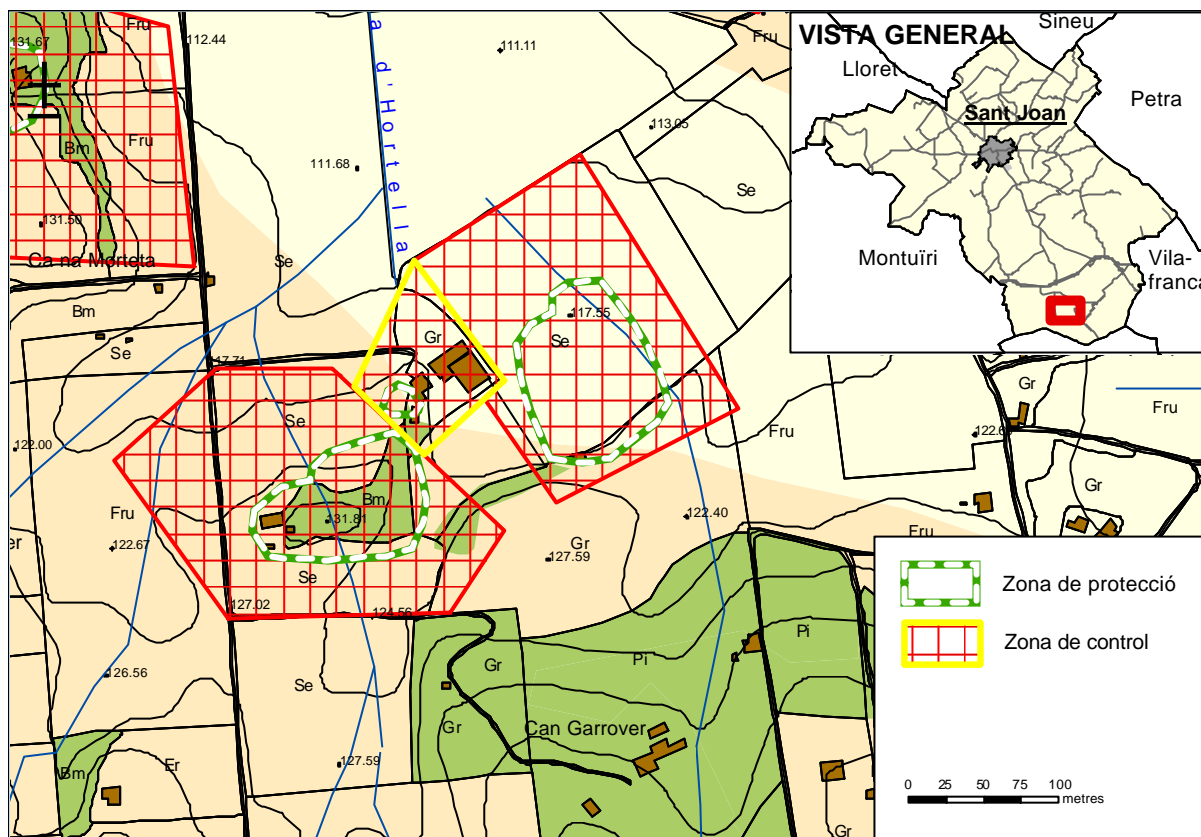 Fru
131.67
112.44
a d'Hortella
111.11
Fru
VISTA GENERAL
Sineu
Lloret
Petra
Sant Joan
Montuïri
Vila-
franca
Fru
Bm
113.05
111.68
Se
131.50
Ca na Morteta
Se
117.55
Gr
Se
Bm
Se
117.71
Gr
Fru
Se
Fru
122.00
Bm
131.81
122.40
Fru
Gr
Fru
er
122.67
Gr
127.59
Se
127.02
124.56
Zona de protecció
Zona de control
Pi
Pi
Gr
126.56
Se
Gr
Can Garrover
127.59
Bm
Er
Gr
0 25 50 75 100
metres